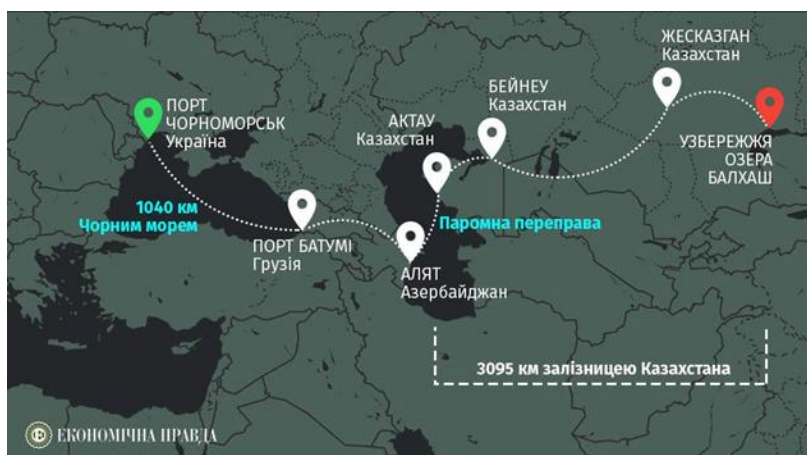 ПОРТ
ЧОРНОМОРСЬК
Україна
1040 км
Чорним морем
ПОРТ БАТУМІ
Грузія
АЛЯТ
Азербайджан
Паромна переправа
АКТАУ
Казахстан
БЕЙНЕУ
Казахстан
ЖЕСКАЗГАН
Казахстан
УЗБЕРЕЖЖЯ
ОЗЕРА
БАЛХАШ
3095 км залізницею Казахстана
Е ЕКОНОМІЧНА ПРАВДА